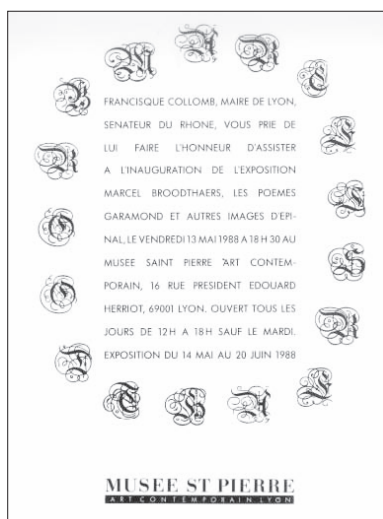 MARCEL
BROODTHAERS
FRANCISQUE COLLOMB, MAIRE DE LYON,
SENATEUR DU RHONE, VOUS PRIE DE
LUI FAIRE L'HONNEUR D'ASSISTER
A L'INAUGURATION DE L'EXPOSITION
MARCEL BROODTHAERS, LES POEMES
GARAMOND ET AUTRES IMAGES D'EPI-
NAL, LE VENDREDI 13 MAI 1988 A 18 H 30 AU
MUSEE SAINT PIERRE 'ART CONTEM-
PORAIN, 16 RUE PRESIDENT EDOUARD
HERRIOT, 69001 LYON. OUVERT TOUS LES
JOURS DE 12H A 18H SAUF LE MARDI.
EXPOSITION DU 14 MAI AU 20 JUIN 1988
MUSEE ST PIERRE
ART CONTEMPORAIN LYON